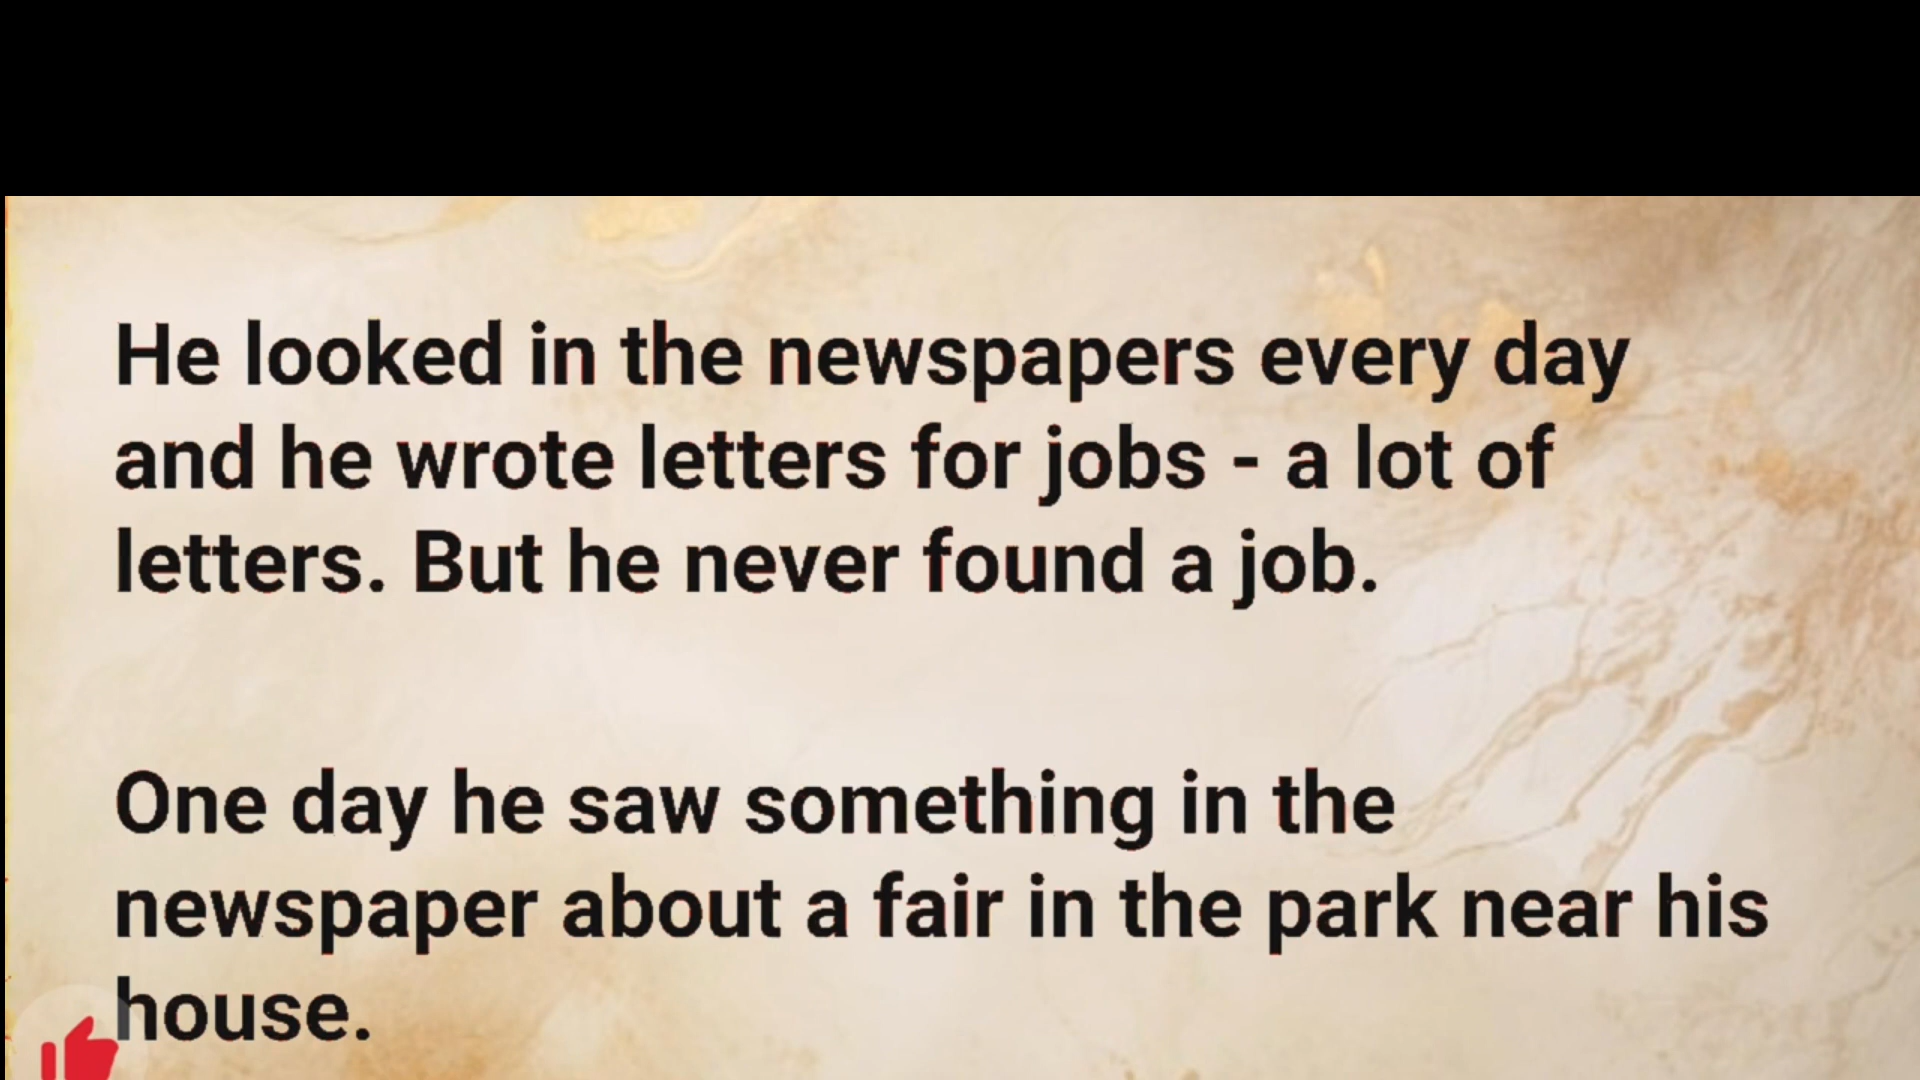 He looked in the newspapers every day
and he wrote letters for jobs - a lot of
letters. But he never found a job.
One day he saw something in the
newspaper about a fair in the park near his
house.